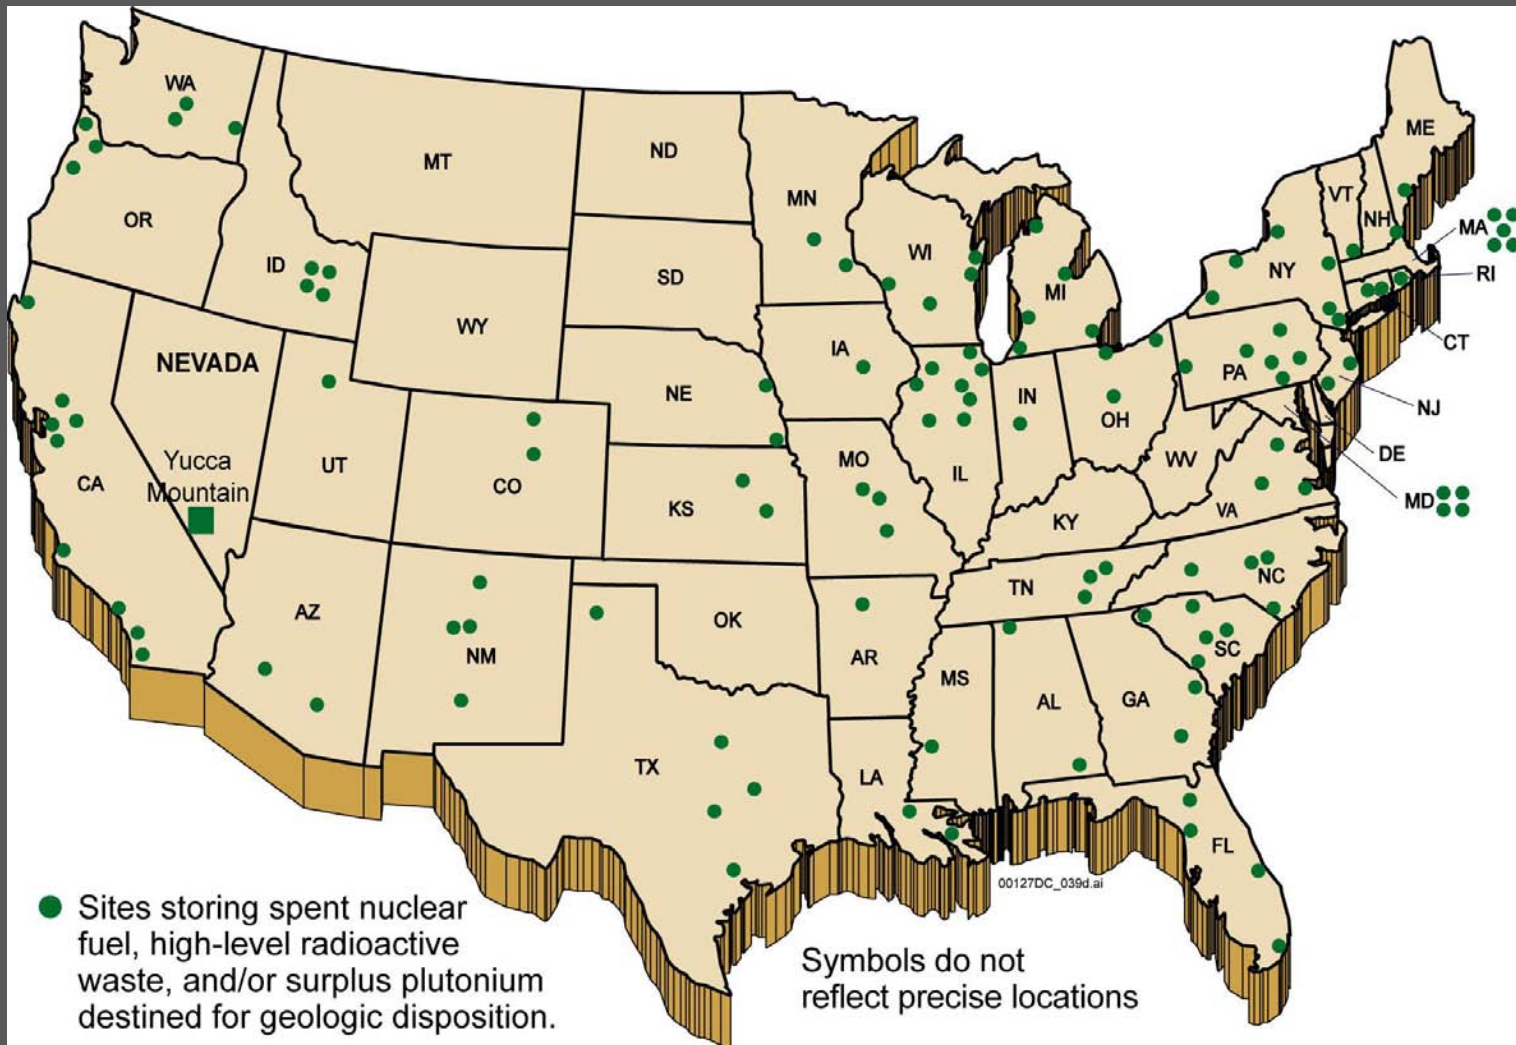 WA
MT
ND
MN
ME
VT
NH
MA
OR
ID
SD
WI
NY
RI
WY
MI
CT
NEVADA
IA
PA
NE
IN
OH
NJ
UT
CO
MO
IL
WV
DE
CA
Yucca
Mountain
KS
KY
VA
MD
AZ
NM
OK
TN
NC
AR
MS
AL
GA
SC
TX
LA
FL
00127DC_039d.ai
Sites storing spent nuclear
fuel, high-level radioactive
waste, and/or surplus plutonium
destined for geologic disposition.
Symbols do not
reflect precise locations